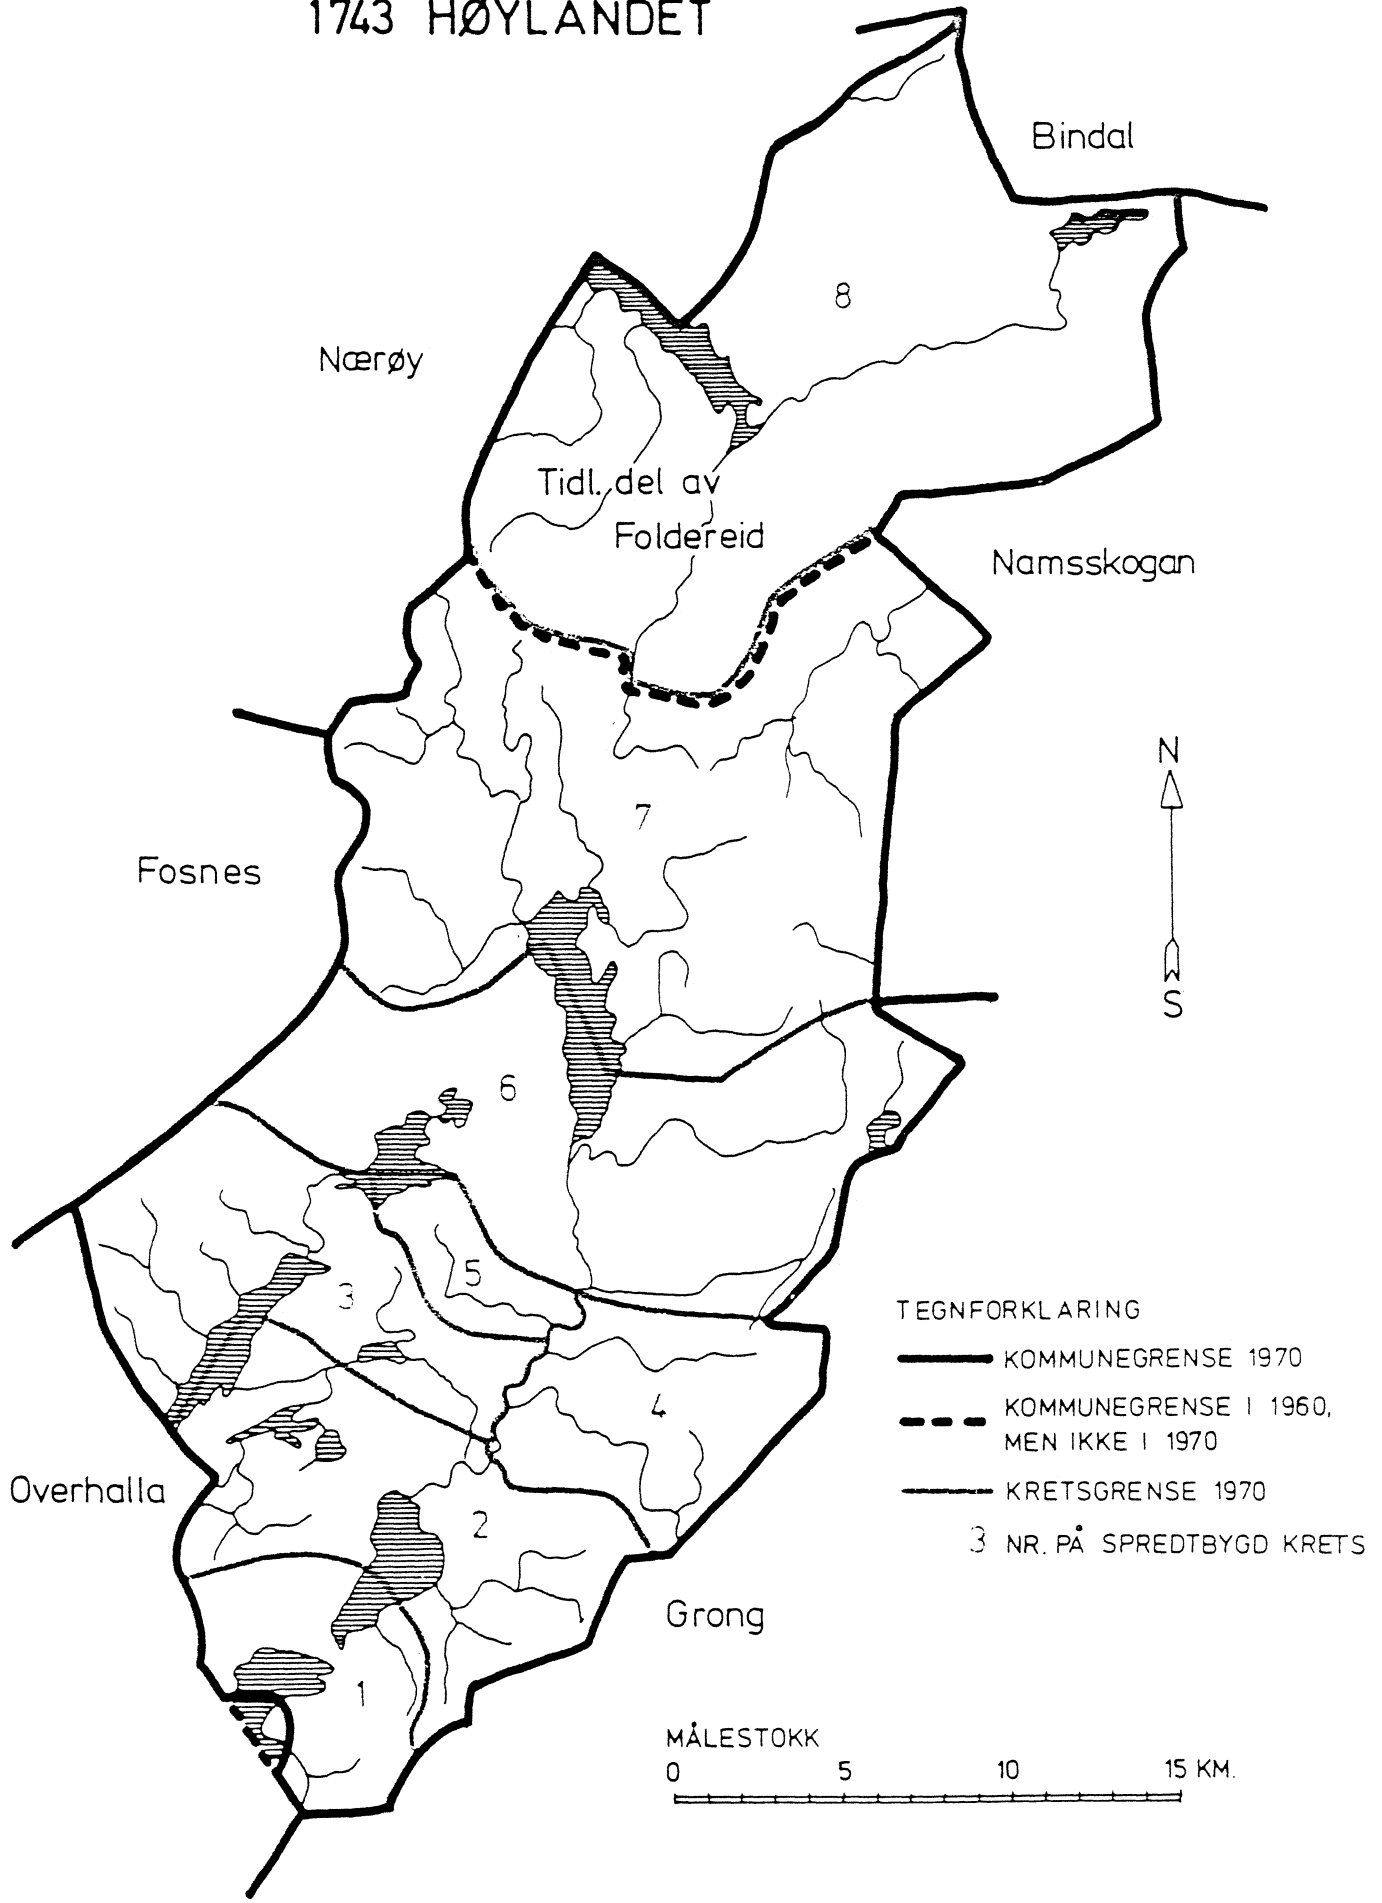 1743 HØYLANDET
Bindal
8
Nærøy
Tidl. del av
Foldereid
Namsskogan
N
7
Fosnes
S
6
5
3
TEGNFORKLARING
KOMMUNEGRENSE 1970
4
KOMMUNEGRENSE I 1960,
MEN IKKE I 1970
Overhalla
KRETSGRENSE 1970
2
3 NR. PÅ SPREDTBYGD KRETS
Grong
1
MÅLESTOKK
0 5 10 15 KM.